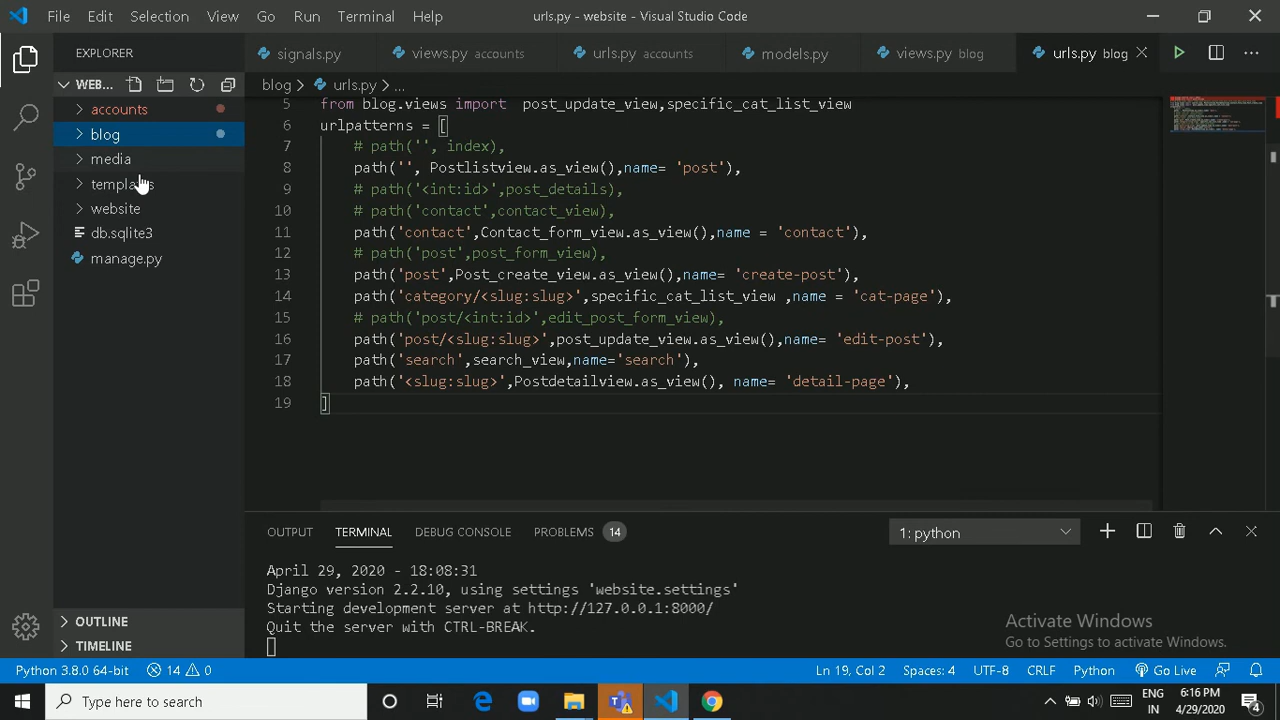 File Edit Selection View Go Run Terminal Help urls.py - website - Visual Studio Code
EXPLORER
signals.py views.py accounts urls.py accounts models.py views.py blog urls.py blog
WEB...
blog > urls.py > ...
accounts
blog
media
website
db.sqlite3
manage.py
OUTLINE
TIMELINE
5 from blog.views import  post_update_view,specific_cat_list_view
6 urlpatterns = [
7 # path('', index),
8 path('', Postlistview.as_view(),name= 'post'),
9 # path('<int:id>',post_details),
10 # path('contact',contact_view),
11 path('contact',Contact_form_view.as_view(),name = 'contact'),
12 # path('post',post_form_view),
13 path('post',Post_create_view.as_view(),name= 'create-post'),
14 path('category/<slug:slug>',specific_cat_list_view ,name = 'cat-page'),
15 # path('post/<int:id>',edit_post_form_view),
16 path('post/<slug:slug>',post_update_view.as_view(),name= 'edit-post'),
17 path('search',search_view,name='search'),
18 path('<slug:slug>',Postdetailview.as_view(), name= 'detail-page'),
19 ]
OUTPUT TERMINAL DEBUG CONSOLE PROBLEMS 14 1: python
April 29, 2020 - 18:08:31
Django version 2.2.10, using settings 'website.settings'
Starting development server at http://127.0.0.1:8000/
Quit the server with CTRL-BREAK.
Activate Windows
Go to Settings to activate Windows.
Python 3.8.0 64-bit 14 0 Ln 19, Col 2 Spaces: 4 UTF-8 CRLF Python Go Live
Type here to search
ENG
IN
6:16 PM
4/29/2020
4